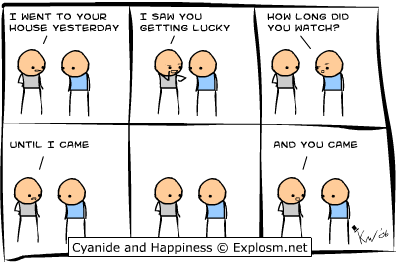 I WENT TO YOUR
HOUSE YESTERDAY
I SAW YOU
GETTING LUCKY
HOW LONG DID
YOU WATCH?
UNTIL I CAME
AND YOU CAME
Cyanide and Happiness © Explosm.net